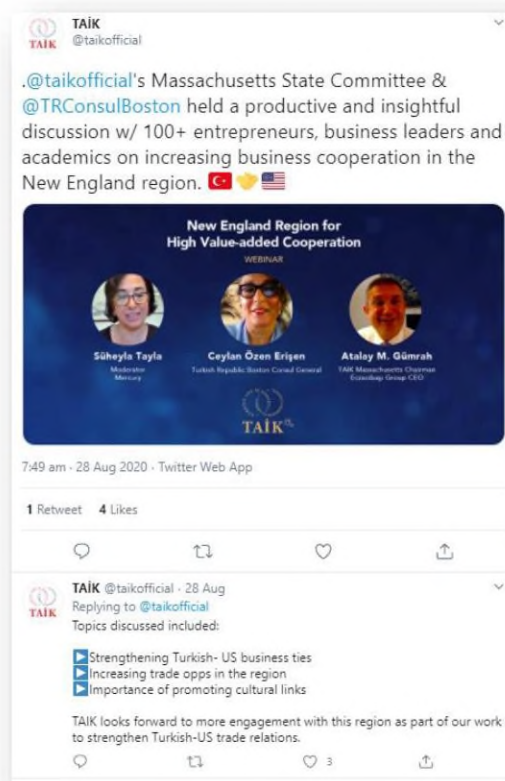 TAİK
@taikofficial
TAİK
.@taikofficial's Massachusetts State Committee &
@TRConsulBoston held a productive and insightful
discussion w/ 100+ entrepreneurs, business leaders and
academics on increasing business cooperation in the
New England region. 🇹🇷 🤝 🇺🇸
New England Region for
High Value-added Cooperation
WEBINAR
Süheyla Tayla
Moderator
Mercury
Ceylan Özen Erişen
Turkish Republic Boston Consul General
Atalay M. Gümrah
TAİK Massachusetts Chairman
Eczacıbaşı Group CEO
TAİK
7:49 am · 28 Aug 2020 · Twitter Web App
1 Retweet 4 Likes
TAİK @taikofficial · 28 Aug
TAİK
Replying to @taikofficial
Topics discussed included:
▶Strengthening Turkish- US business ties
▶Increasing trade opps in the region
▶Importance of promoting cultural links
TAIK looks forward to more engagement with this region as part of our work
to strengthen Turkish-US trade relations.
3